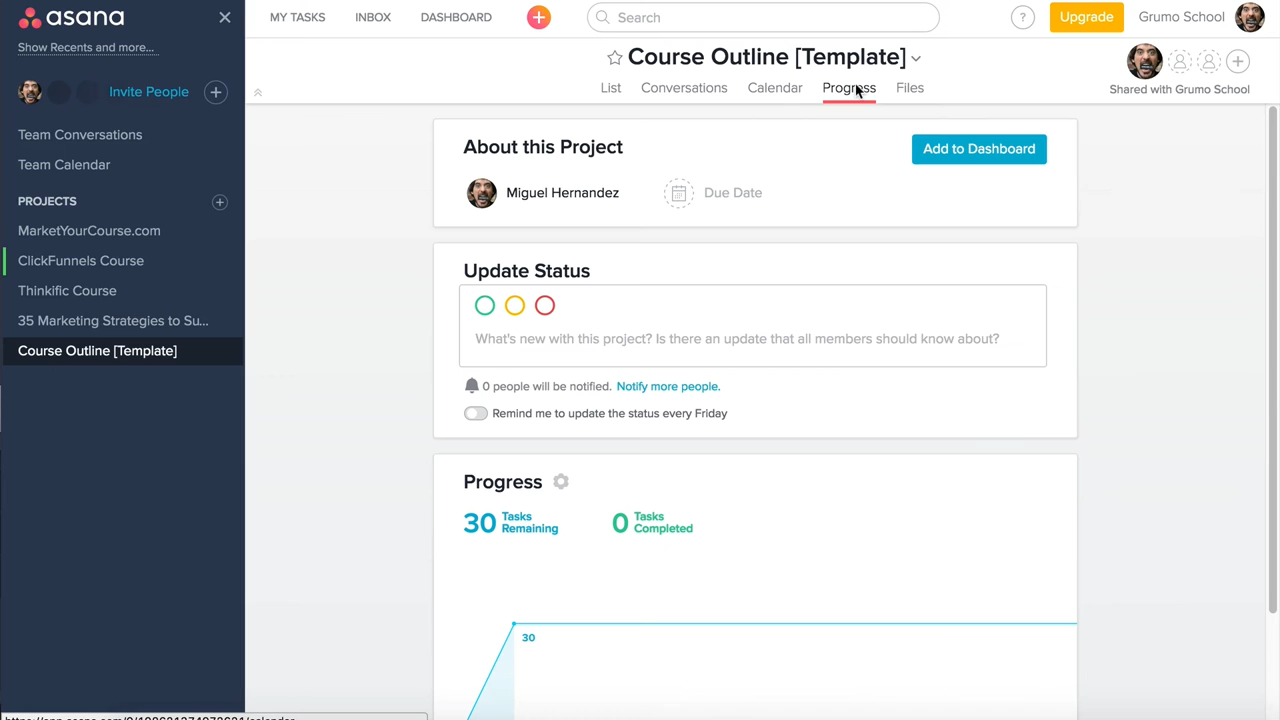 asana
Show Recents and more...
Invite People
Team Conversations
Team Calendar
PROJECTS
MarketYourCourse.com
ClickFunnels Course
Thinkific Course
35 Marketing Strategies to Su...
Course Outline [Template]
MY TASKS INBOX DASHBOARD Search ? Upgrade Grumo School
Course Outline [Template]
List Conversations Calendar Progress Files
Shared with Grumo School
About this Project
Add to Dashboard
Miguel Hernandez Due Date
Update Status
What's new with this project? Is there an update that all members should know about?
0 people will be notified. Notify more people.
Remind me to update the status every Friday
Progress
30 Tasks Remaining 0 Tasks Completed
30